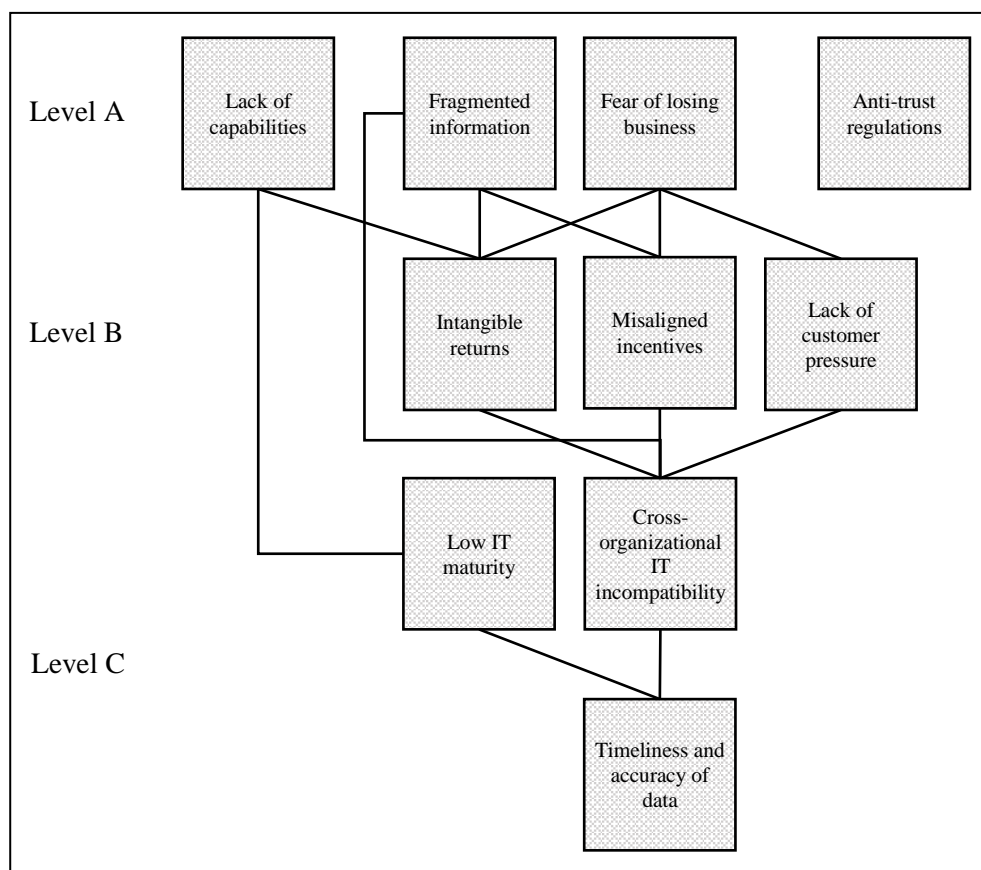 Level A
Lack of
capabilities
Fragmented
information
Fear of losing
business
Anti-trust
regulations
Level B
Intangible
returns
Misaligned
incentives
Lack of
customer
pressure
Low IT
maturity
Cross-
organizational
IT
incompatibility
Level C
Timeliness and
accuracy of
data